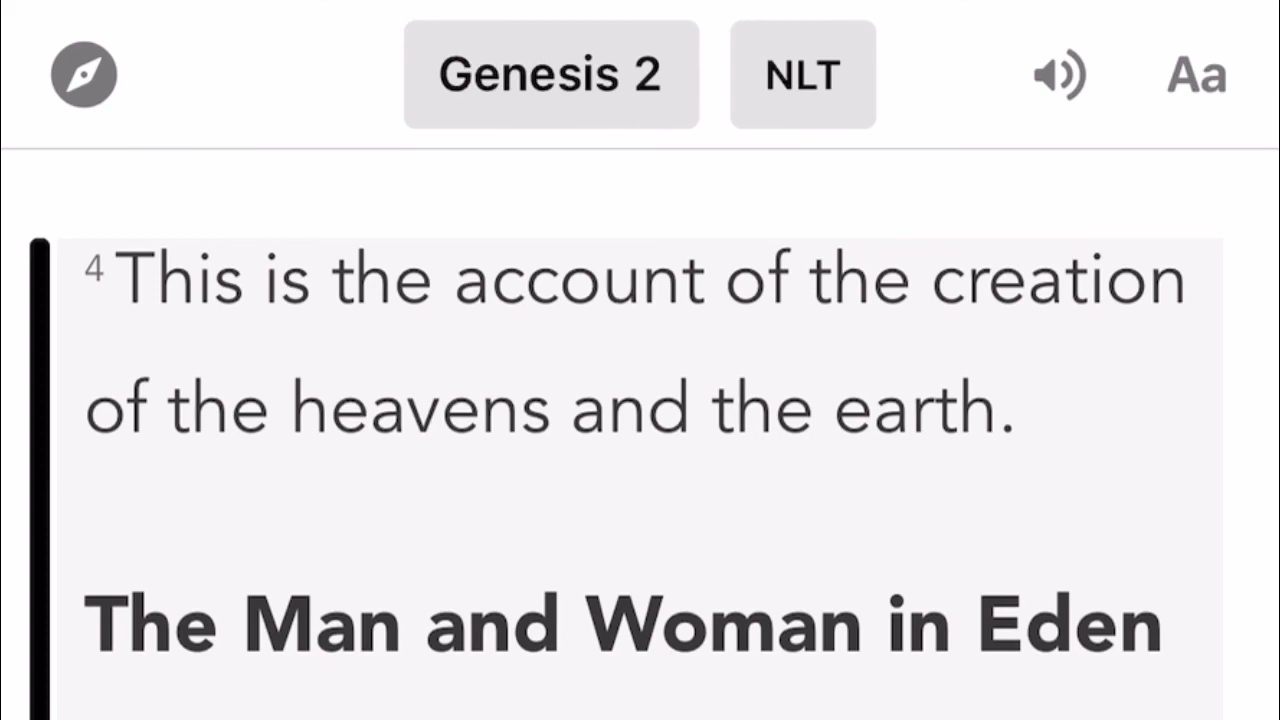 Genesis 2 NLT Aa
4 This is the account of the creation
of the heavens and the earth.
The Man and Woman in Eden